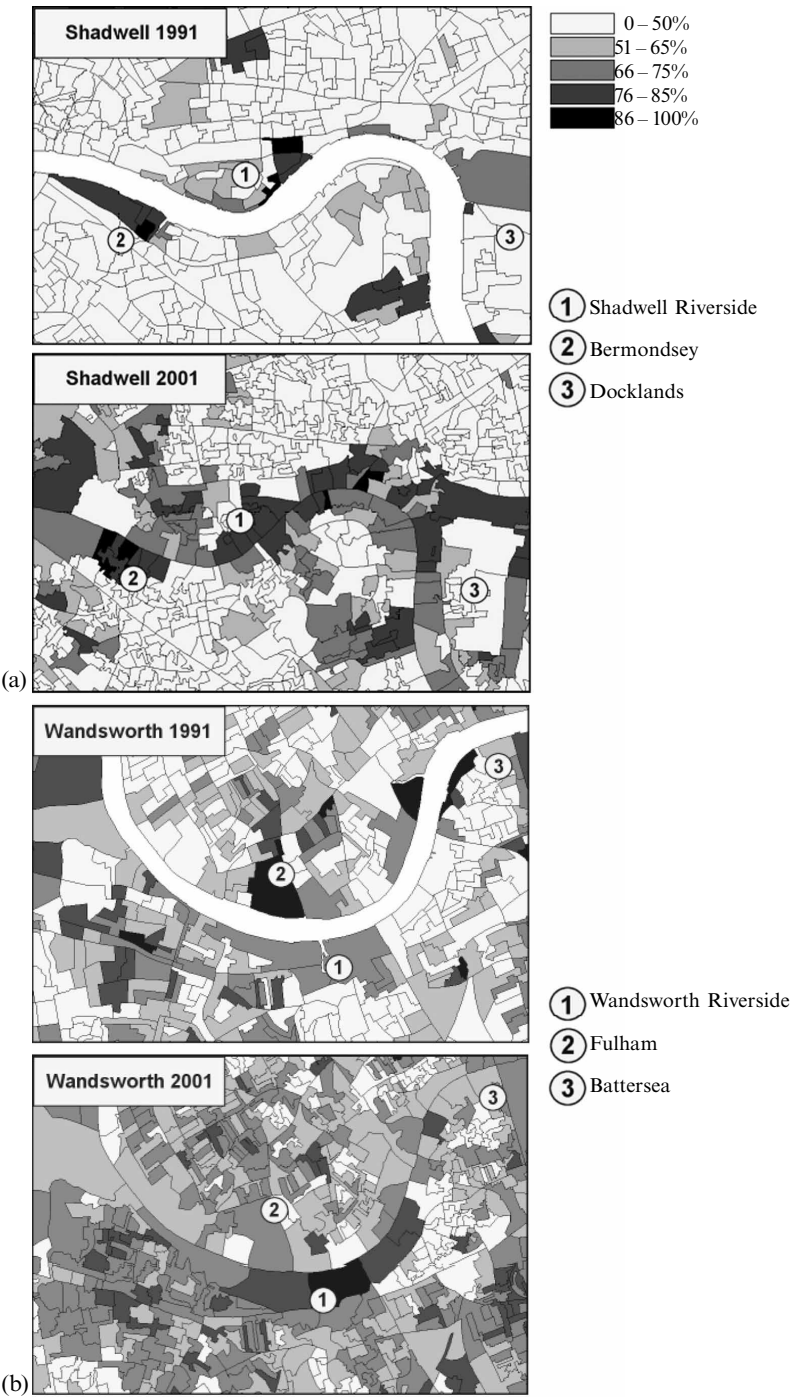 Shadwell 1991
0 – 50%
51 – 65%
66 – 75%
76 – 85%
86 – 100%
1
2
3
1 Shadwell Riverside
2 Bermondsey
3 Docklands
Shadwell 2001
1
2
3
(a)
Wandsworth 1991
3
2
1
1 Wandsworth Riverside
2 Fulham
3 Battersea
Wandsworth 2001
3
2
1
(b)